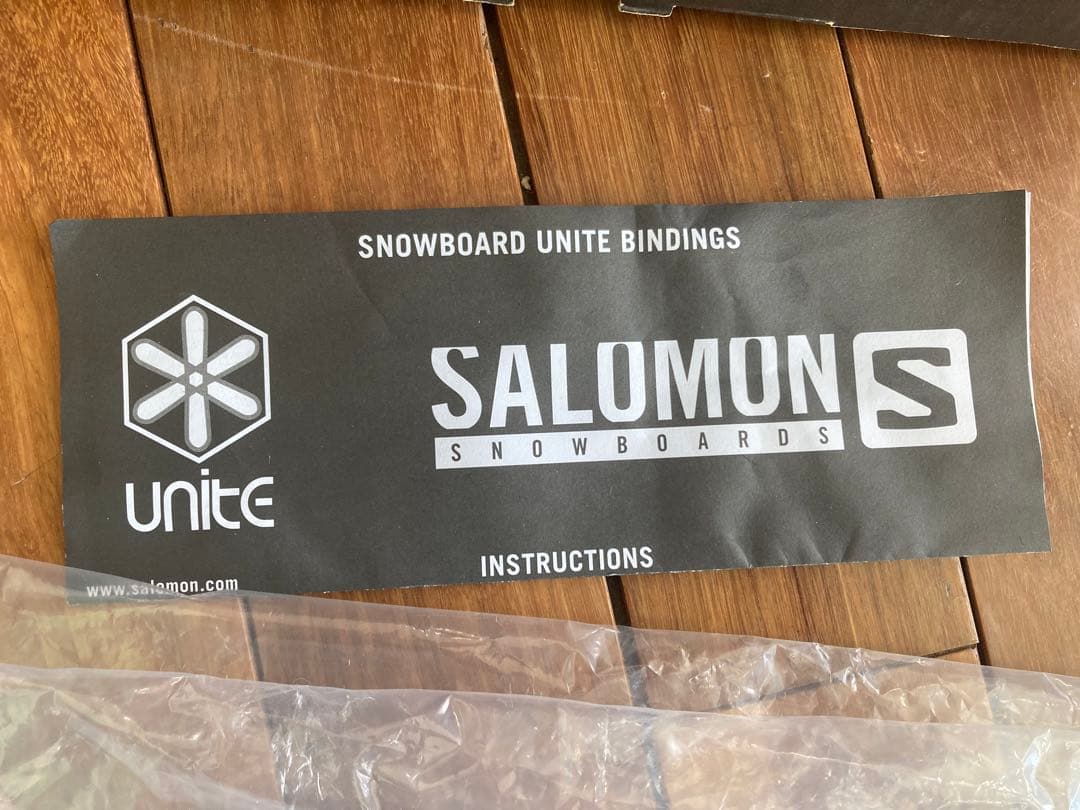 SNOWBOARD UNITE BINDINGS
UNITE
SALOMON S
SNOWBOARDS
INSTRUCTIONS
www.salomon.com